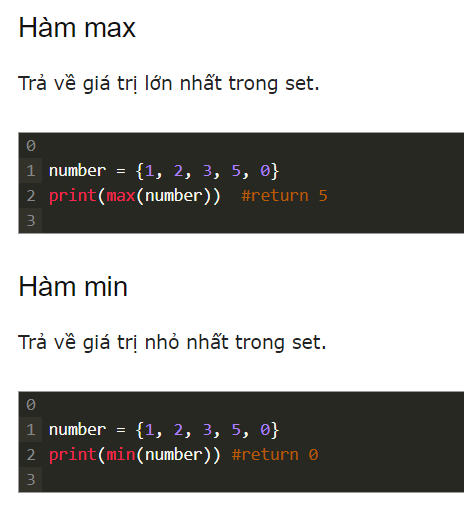 Hàm max
Trả về giá trị lớn nhất trong set.
0
1 number = {1, 2, 3, 5, 0}
2 print(max(number))  #return 5
3
Hàm min
Trả về giá trị nhỏ nhất trong set.
0
1 number = {1, 2, 3, 5, 0}
2 print(min(number)) #return 0
3